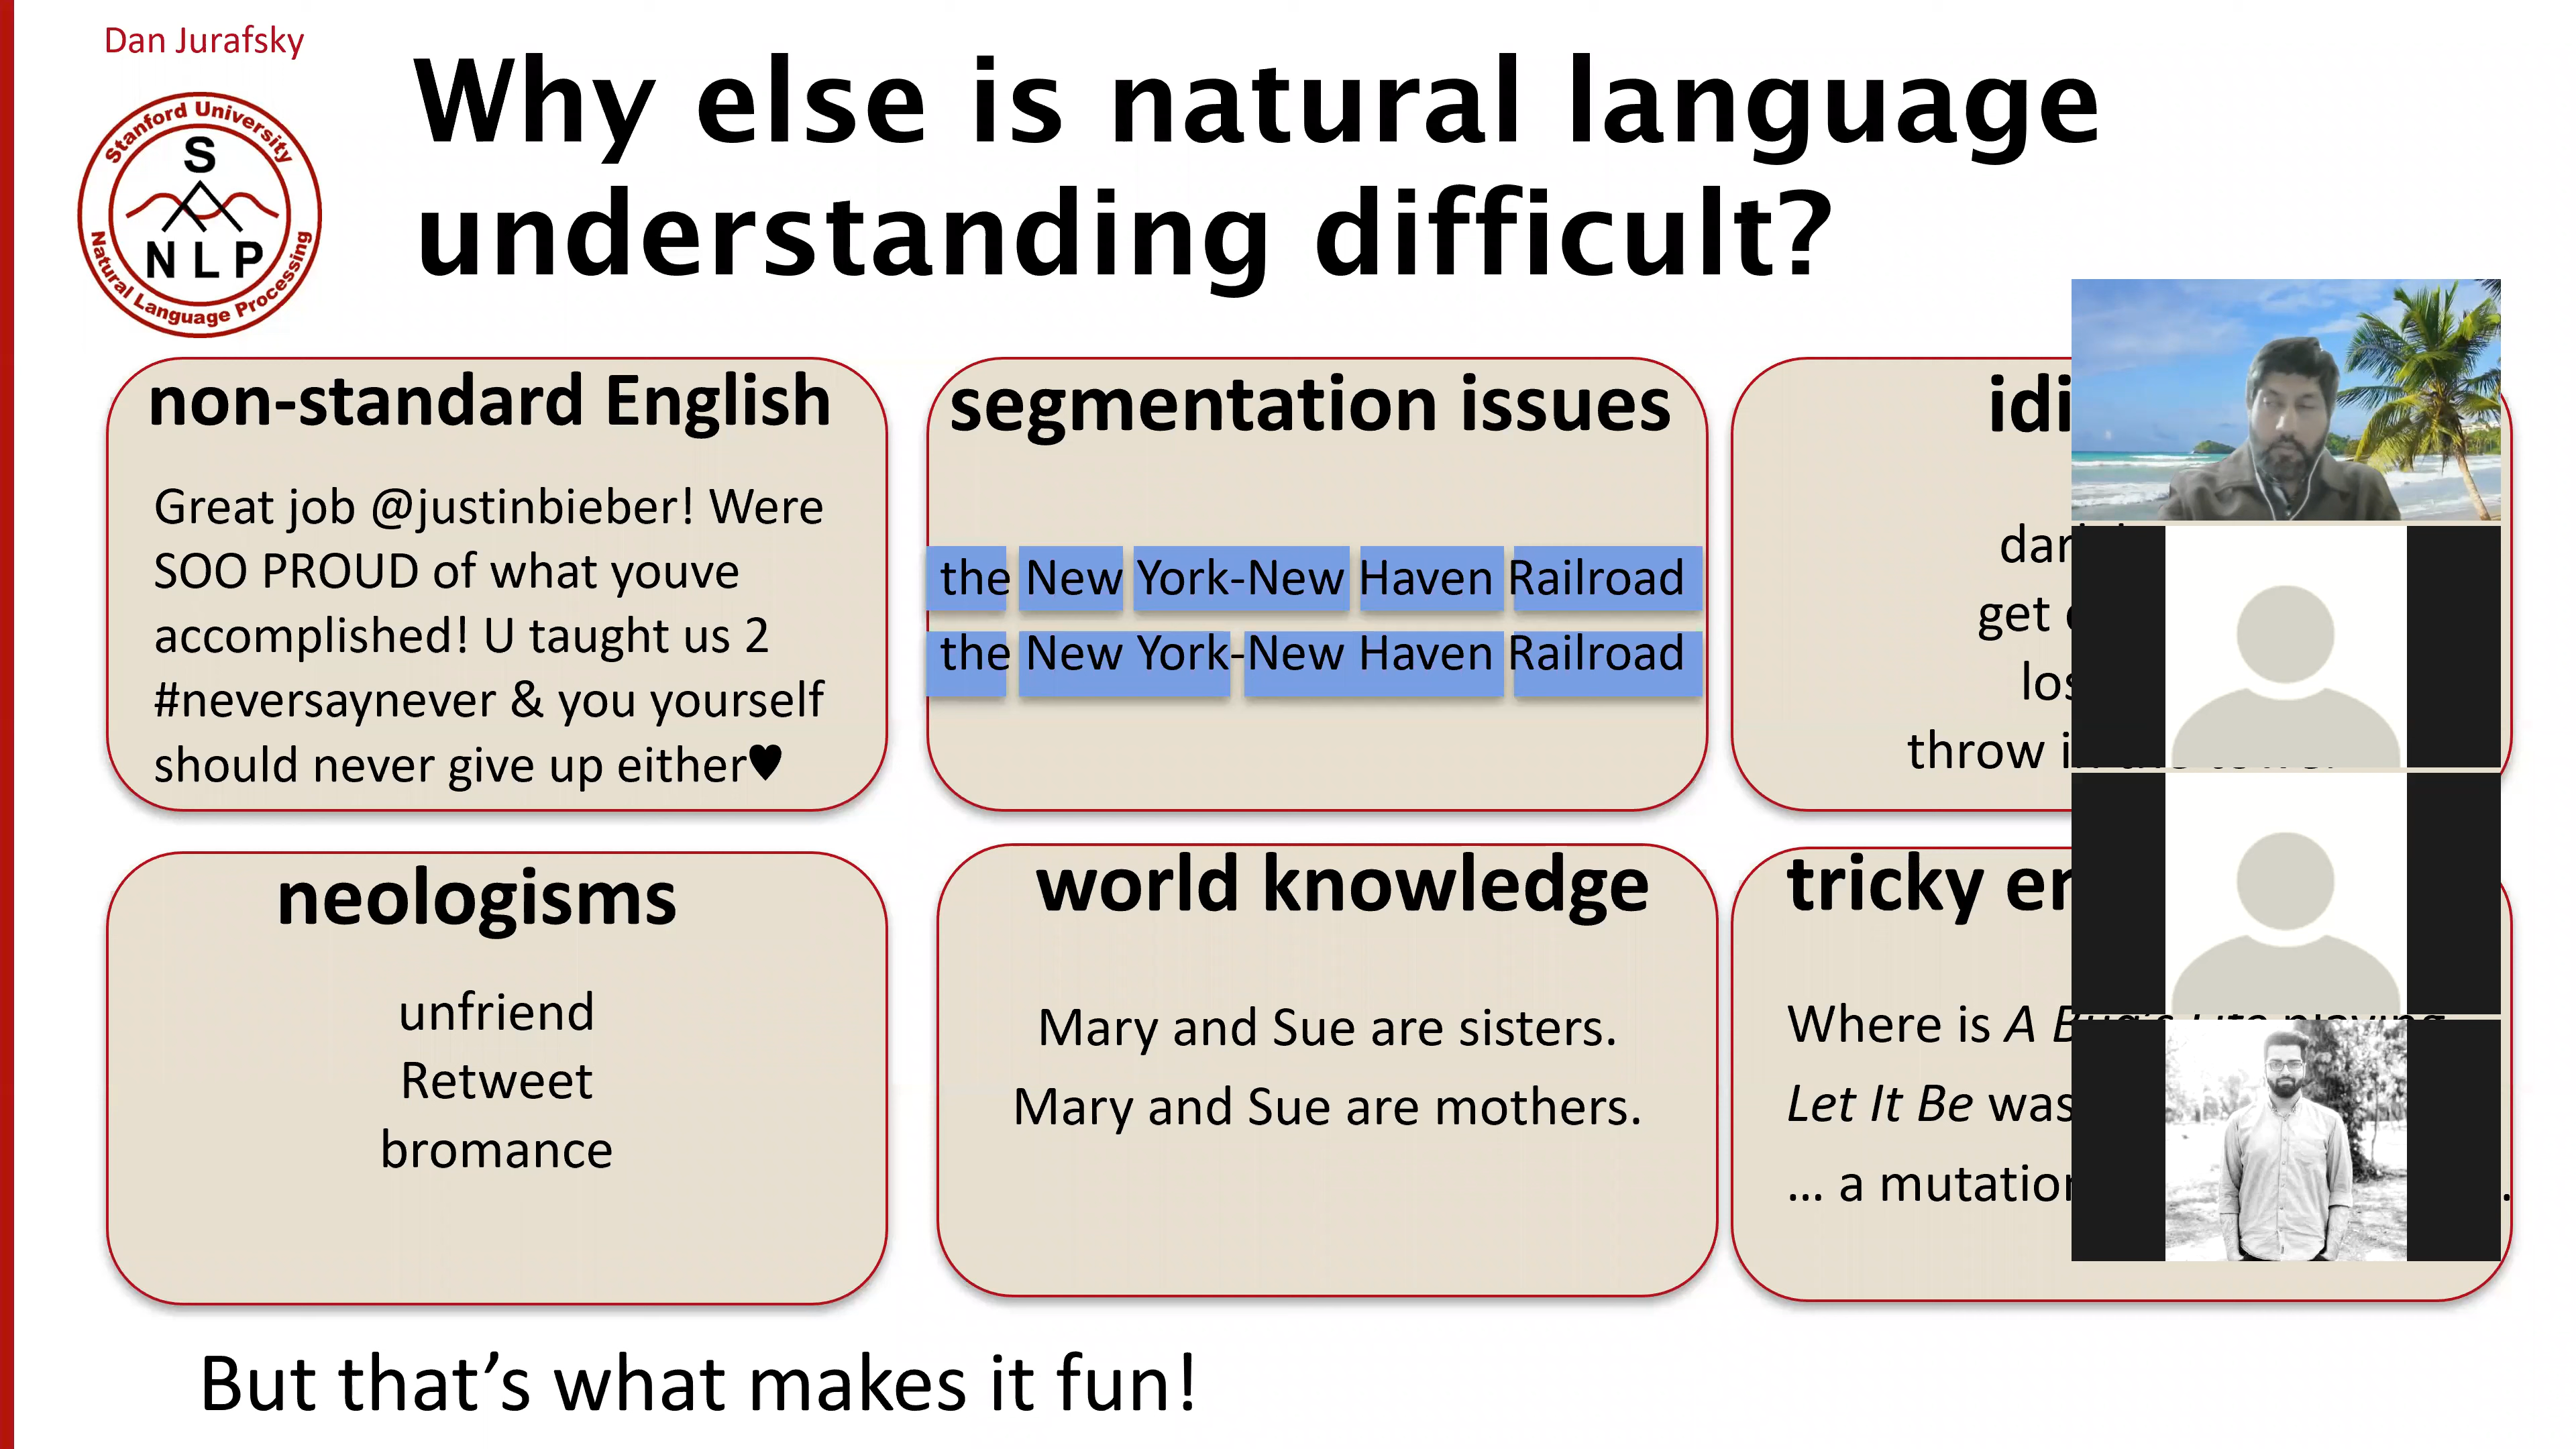 Dan Jurafsky
Stanford University
S
N L P
Natural Language Processing
Why else is natural language
understanding difficult?
non-standard English
Great job @justinbieber! Were
SOO PROUD of what youve
accomplished! U taught us 2
#neversaynever & you yourself
should never give up either♥
segmentation issues
the New York-New Haven Railroad
the New York-New Haven Railroad
get
throw
neologisms
unfriend
Retweet
bromance
world knowledge
Mary and Sue are sisters.
Mary and Sue are mothers.
tricky
Where is A
Let It Be was
… a
But that’s what makes it fun!